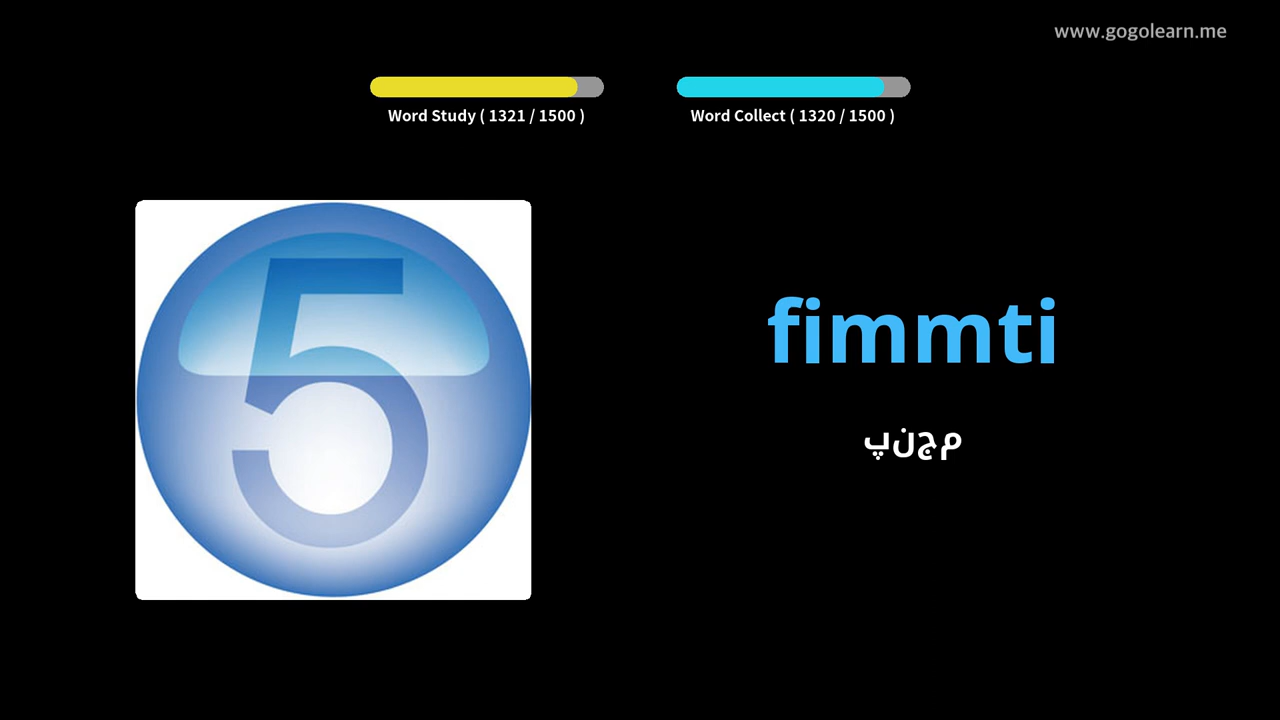 www.gogolearn.me
Word Study ( 1321 / 1500 )
Word Collect ( 1320 / 1500 )
5
fimmti
پنجم